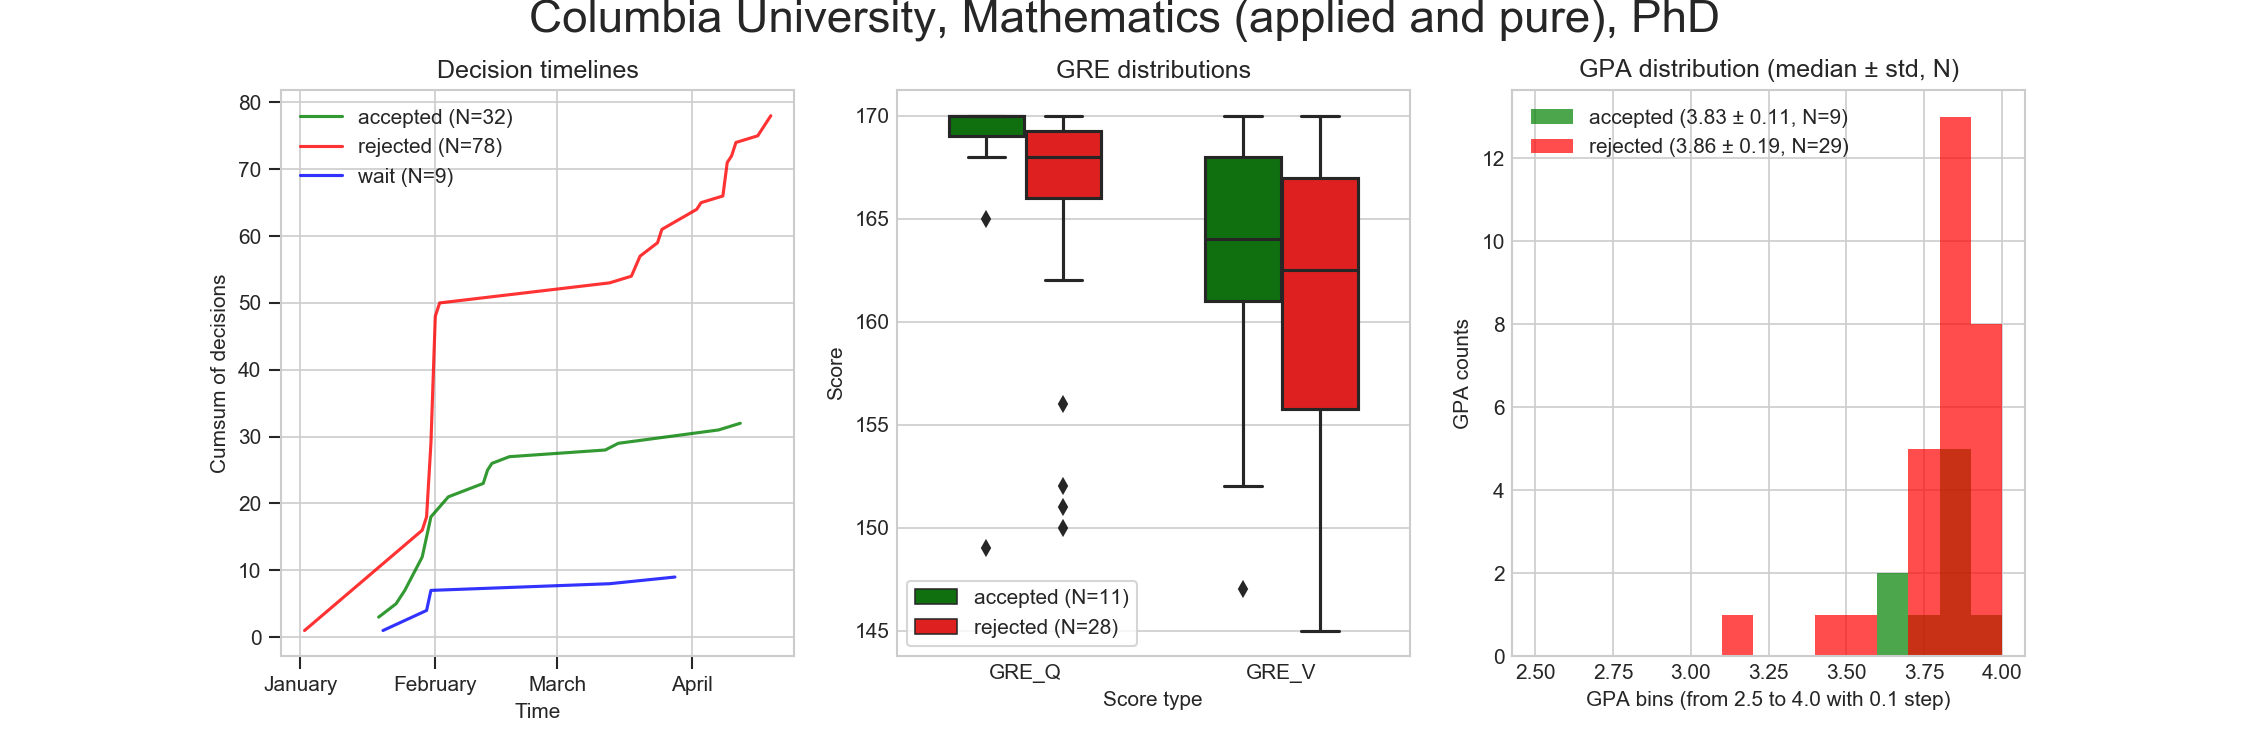 Columbia University, Mathematics (applied and pure), PhD
Decision timelines
accepted (N=32)
rejected (N=78)
wait (N=9)
80
70
60
50
40
30
20
10
0
Cumsum of decisions
January February March April
Time
GRE distributions
170
165
160
155
150
145
Score
accepted (N=11)
rejected (N=28)
GRE_Q GRE_V
Score type
GPA distribution (median ± std, N)
accepted (3.83 ± 0.11, N=9)
rejected (3.86 ± 0.19, N=29)
12
10
8
6
4
2
0
GPA counts
2.50 2.75 3.00 3.25 3.50 3.75 4.00
GPA bins (from 2.5 to 4.0 with 0.1 step)